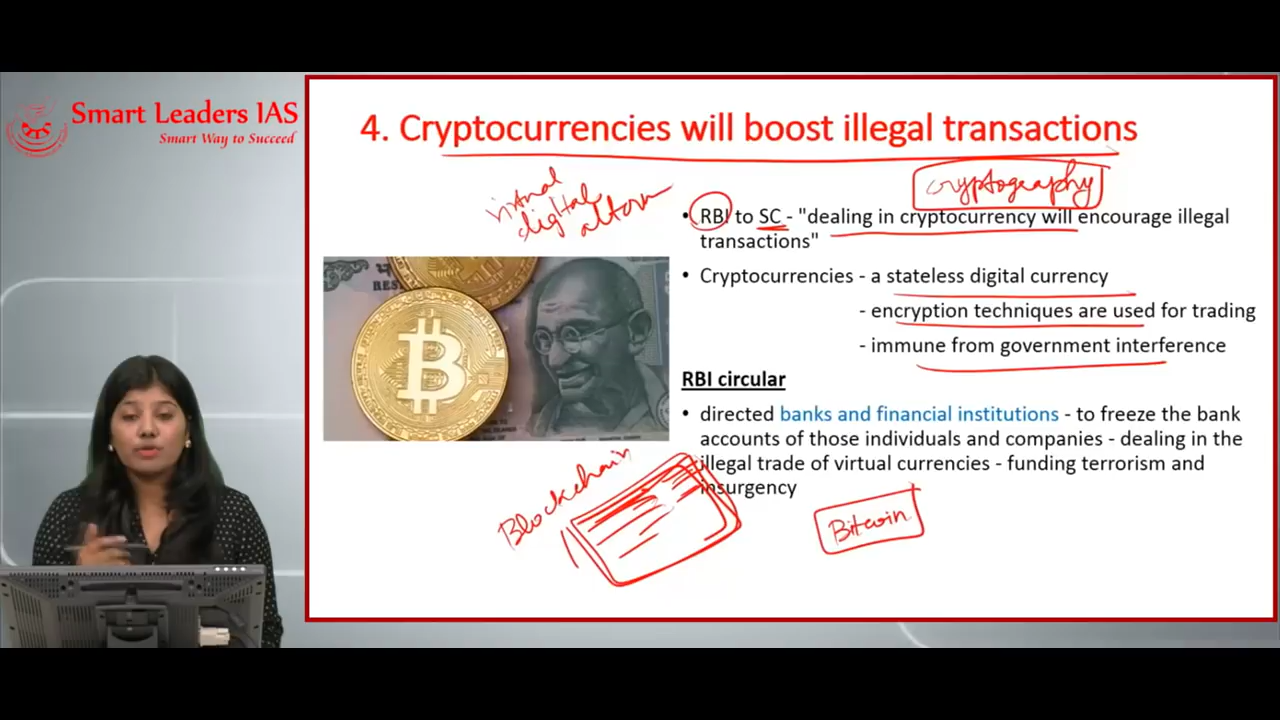 Smart Leaders IAS
Smart Way to Succeed
4. Cryptocurrencies will boost illegal transactions
cryptography
virtual
digital
• RBI to SC - "dealing in cryptocurrency will encourage illegal
transactions"
• Cryptocurrencies - a stateless digital currency
- encryption techniques are used for trading
- immune from government interference
RBI circular
• directed banks and financial institutions - to freeze the bank
accounts of those individuals and companies - dealing in the
illegal trade of virtual currencies - funding terrorism and
insurgency
Blockchain
Bitcoin